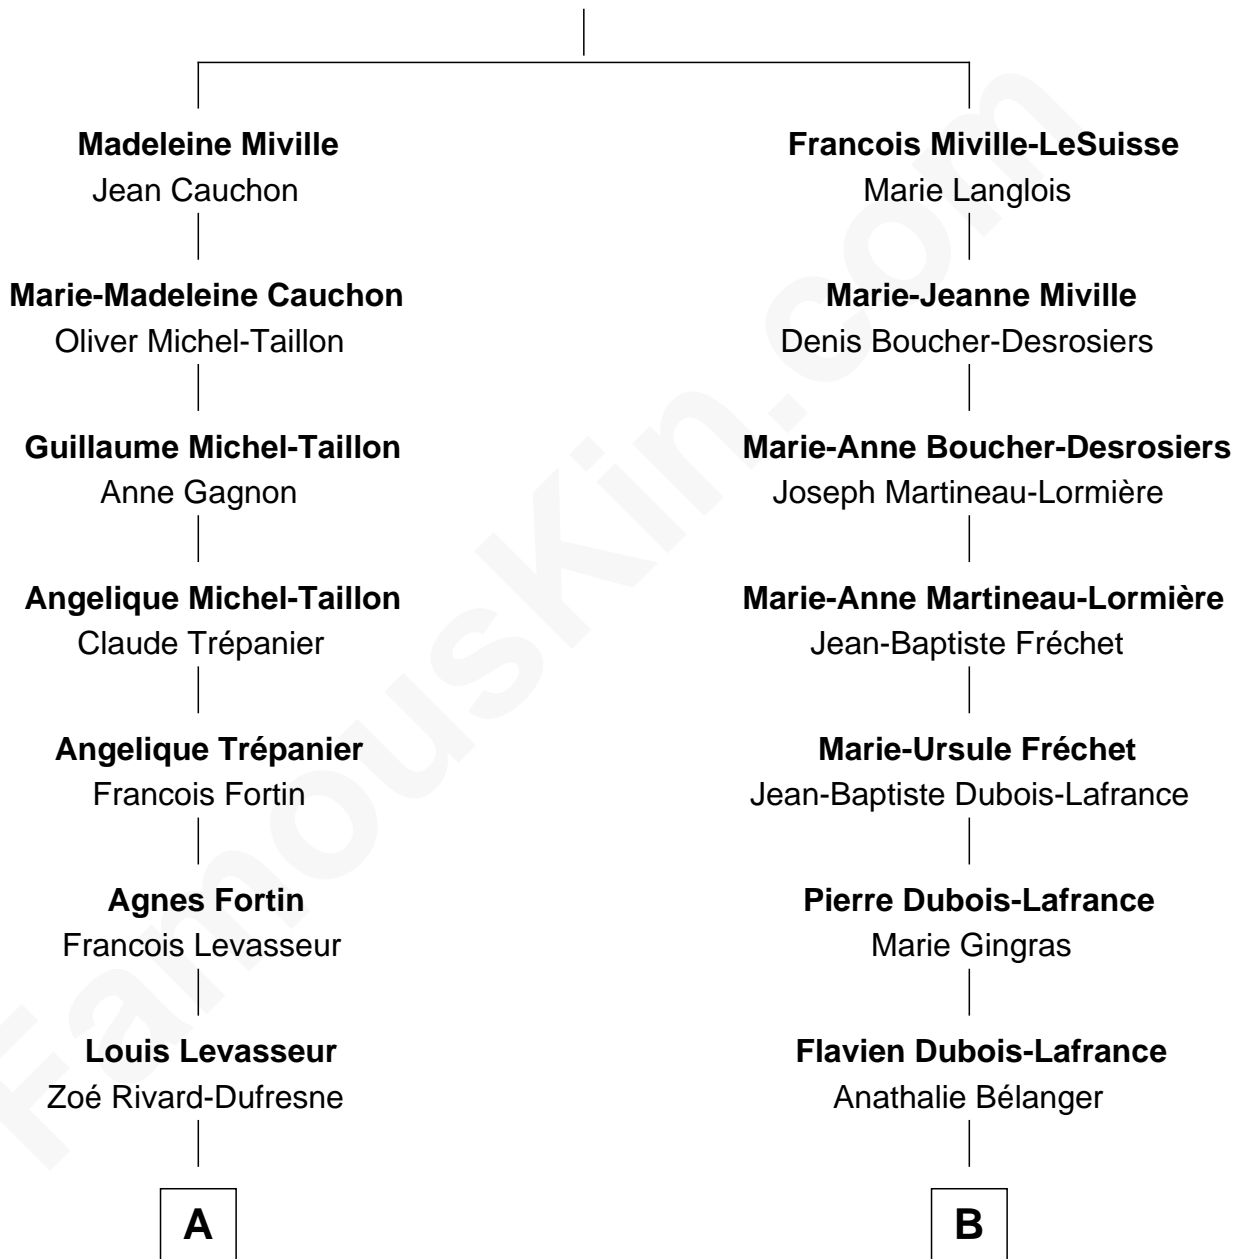 Madeleine Miville
Jean Cauchon
Marie-Madeleine Cauchon
Oliver Michel-Taillon
Guillaume Michel-Taillon
Anne Gagnon
Angelique Michel-Taillon
Claude Trépanier
Angelique Trépanier
Francois Fortin
Agnes Fortin
Francois Levasseur
Louis Levasseur
Zoé Rivard-Dufresne
A
Francois Miville-LeSuisse
Marie Langlois
Marie-Jeanne Miville
Denis Boucher-Desrosiers
Marie-Anne Boucher-Desrosiers
Joseph Martineau-Lormière
Marie-Anne Martineau-Lormière
Jean-Baptiste Fréchet
Marie-Ursule Fréchet
Jean-Baptiste Dubois-Lafrance
Pierre Dubois-Lafrance
Marie Gingras
Flavien Dubois-Lafrance
Anathalie Bélanger
B
FamousKin.com